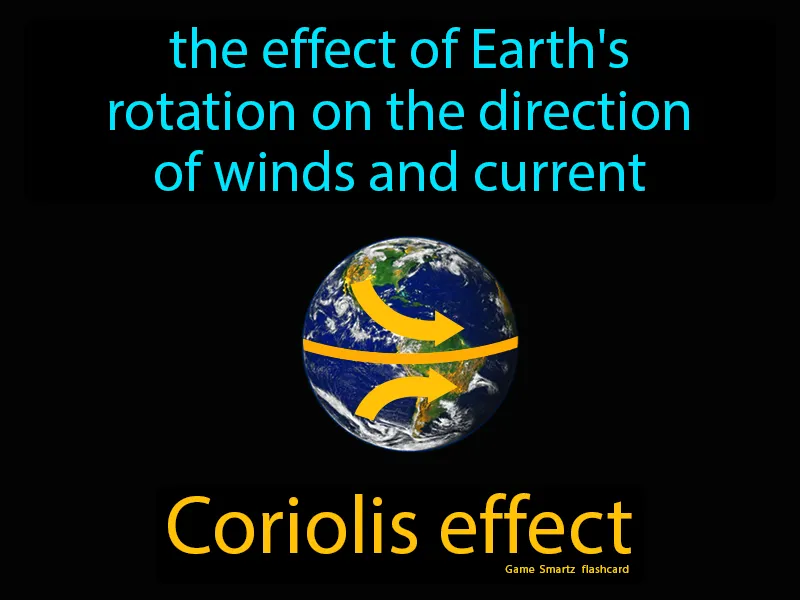 the effect of Earth's
rotation on the direction
of winds and current
Coriolis effect
Game Smartz flashcard